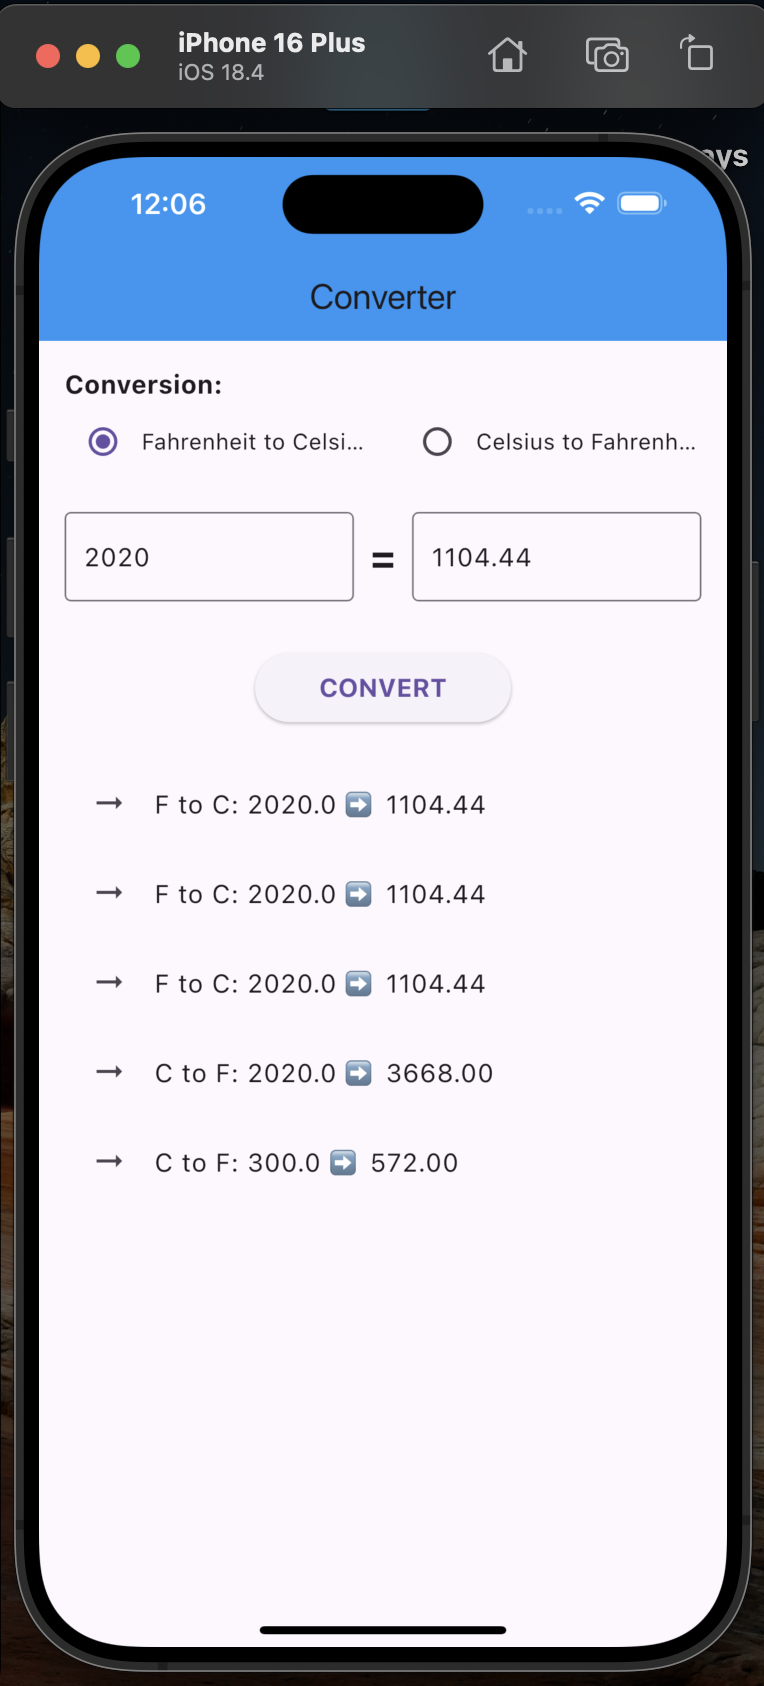 iPhone 16 Plus
iOS 18.4
12:06
Converter
Conversion:
Fahrenheit to Celsi... Celsius to Fahrenh...
2020 = 1104.44
CONVERT
→ F to C: 2020.0 ➡️ 1104.44
→ F to C: 2020.0 ➡️ 1104.44
→ F to C: 2020.0 ➡️ 1104.44
→ C to F: 2020.0 ➡️ 3668.00
→ C to F: 300.0 ➡️ 572.00